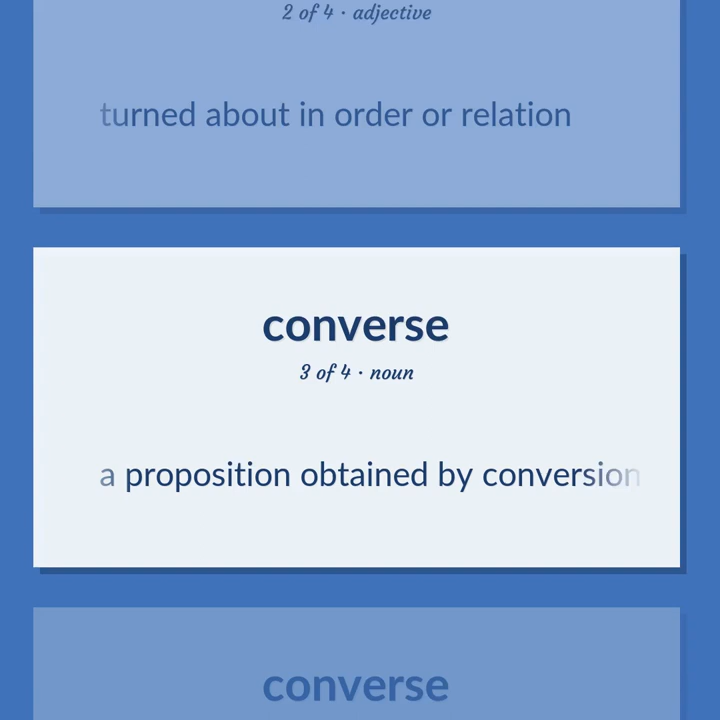 2 of 4 · adjective
turned about in order or relation
converse
3 of 4 · noun
a proposition obtained by conversion
converse